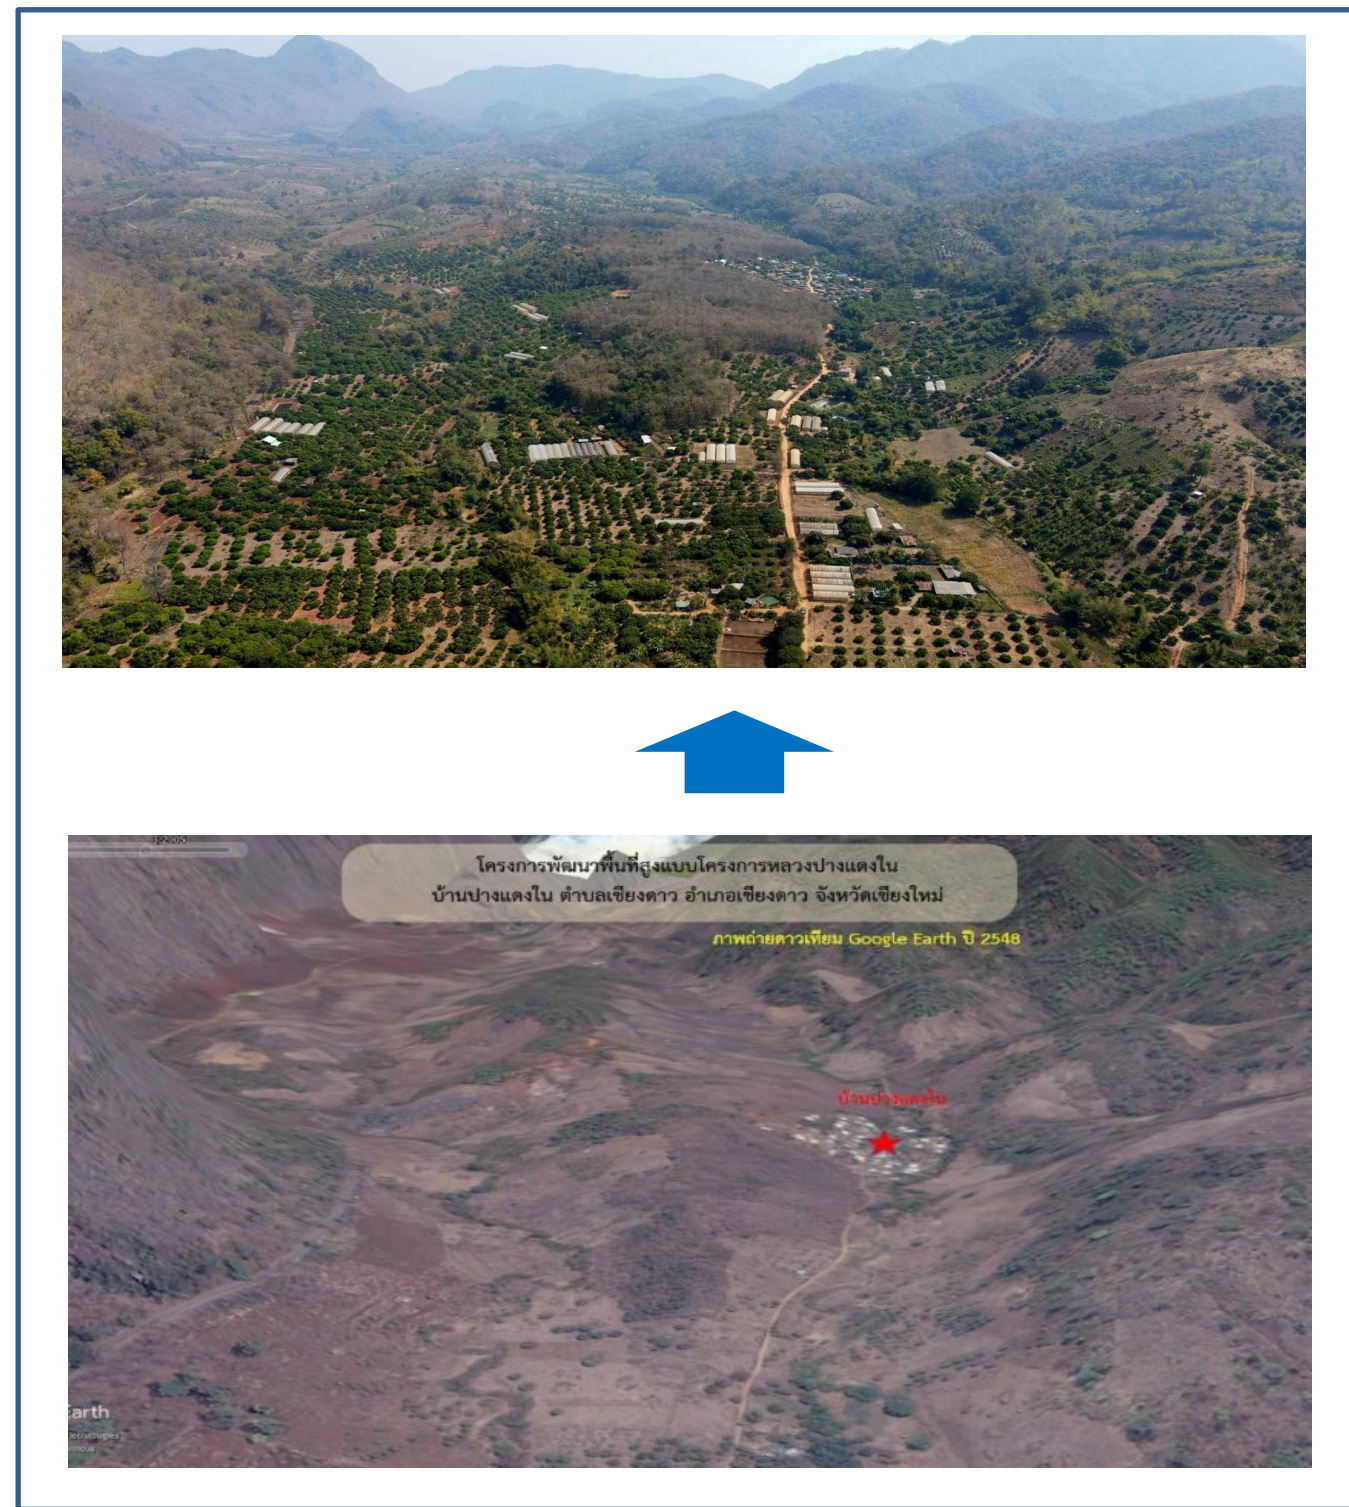 โครงการพัฒนาพื้นที่สูงแบบโครงการหลวงปางแดงใน
บ้านปางแดงใน ตำบลเชียงดาว อำเภอเชียงดาว จังหวัดเชียงใหม่
ภาพถ่ายดาวเทียม Google Earth ปี 2548
บ้านปางแดงใน
Earth
Technologies